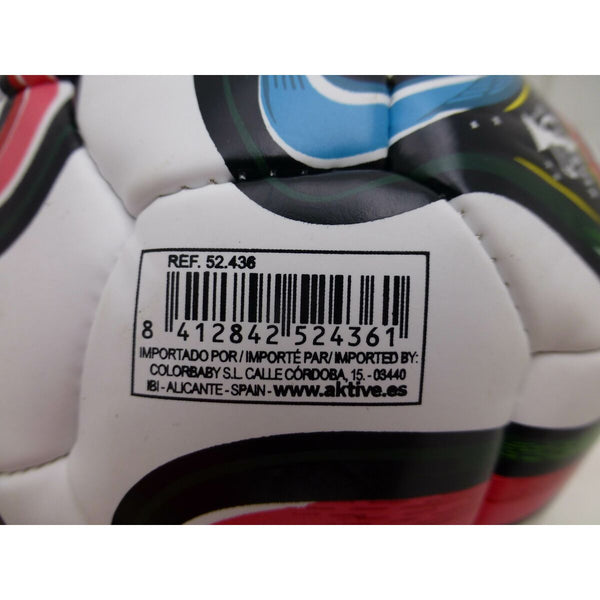 REF. 52.436
8 412842 524361
IMPORTADO POR/ IMPORTÉ PAR/ IMPORTED BY:
COLORBABY S.L. CALLE CÓRDOBA, 15. - 03440
IBI - ALICANTE - SPAIN - www.aktive.es